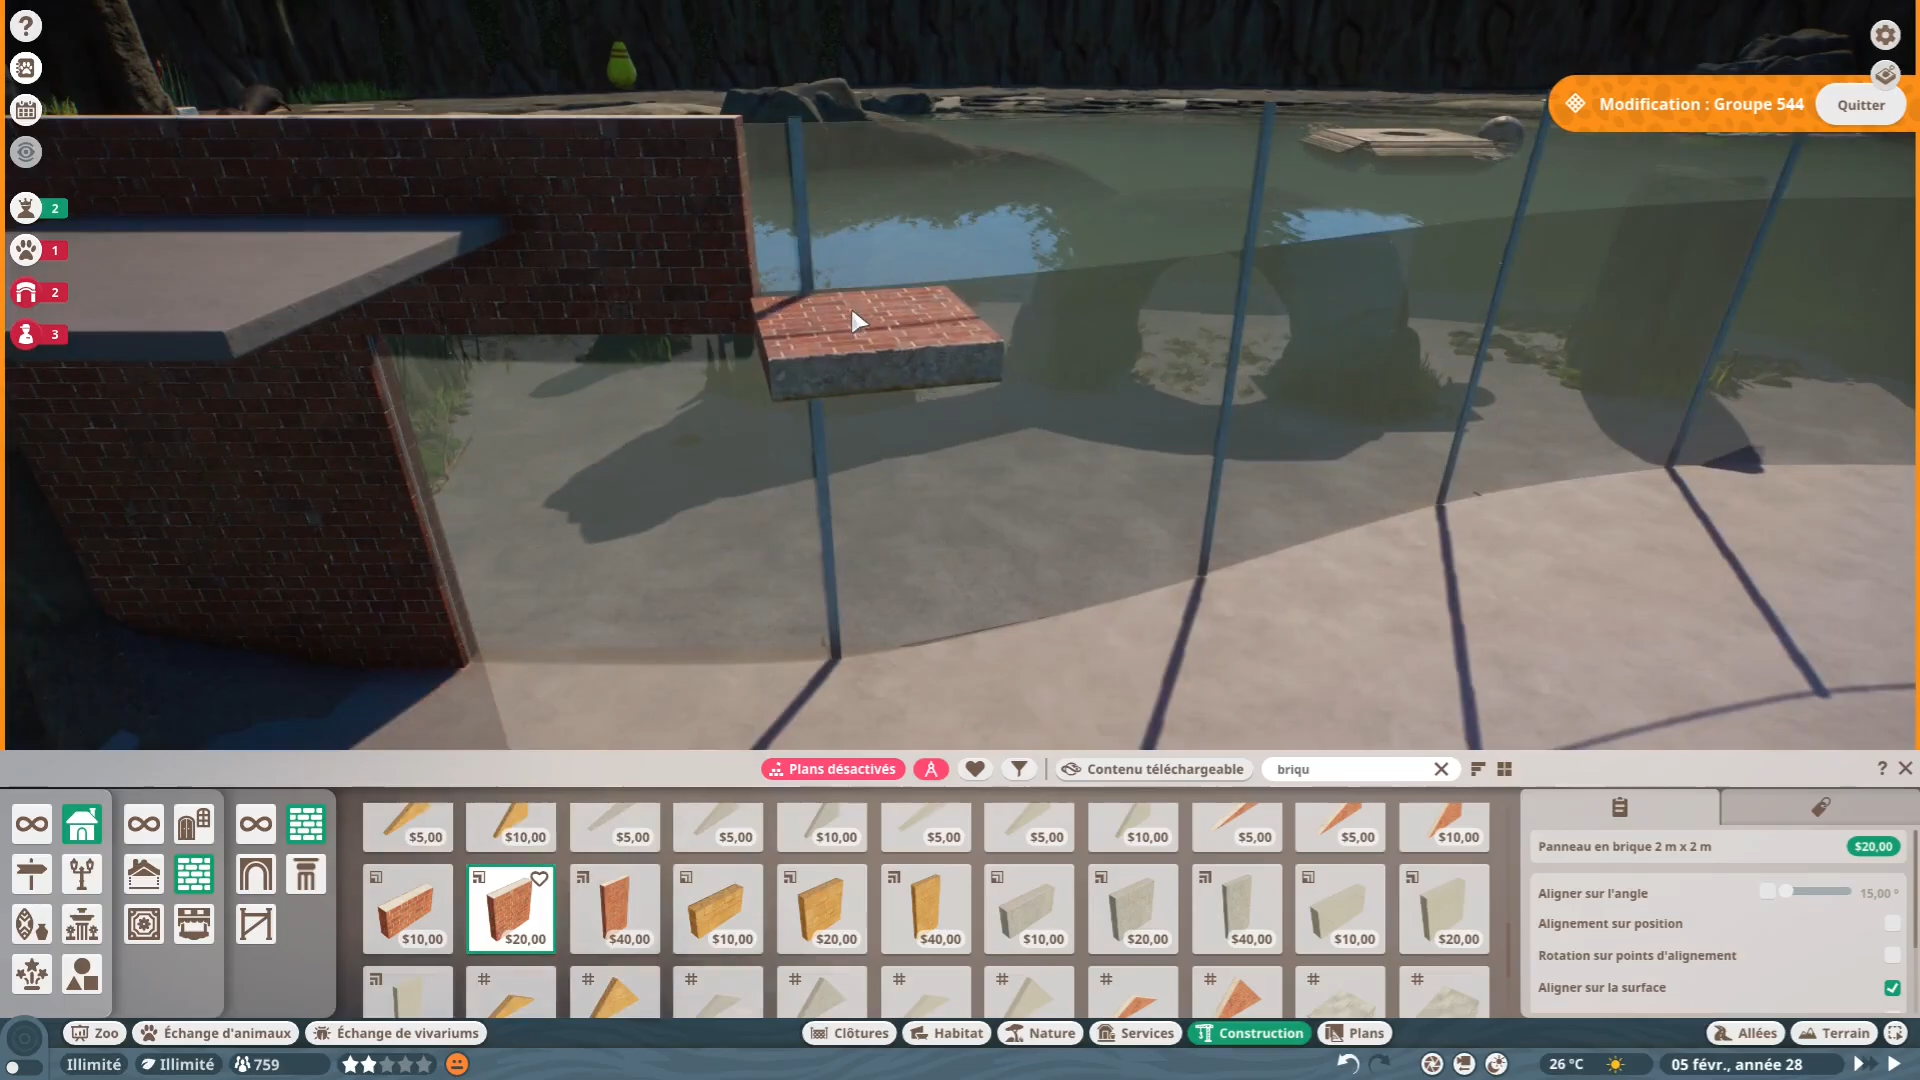 ?
Modification : Groupe 544
Quitter
2
1
2
3
Plans désactivés
Contenu téléchargeable
briqu
?
$5,00
$10,00
$5,00
$5,00
$10,00
$5,00
$5,00
$10,00
$5,00
$5,00
$10,00
$10,00
$20,00
$40,00
$10,00
$20,00
$40,00
$10,00
$20,00
$40,00
$10,00
$20,00
Panneau en brique 2 m x 2 m
$20,00
Aligner sur l'angle
15,00 °
Alignement sur position
Rotation sur points d'alignement
Aligner sur la surface
Zoo
Échange d'animaux
Échange de vivariums
Clôtures
Habitat
Nature
Services
Construction
Plans
Allées
Terrain
Illimité
Illimité
759
26 °C
05 févr., année 28